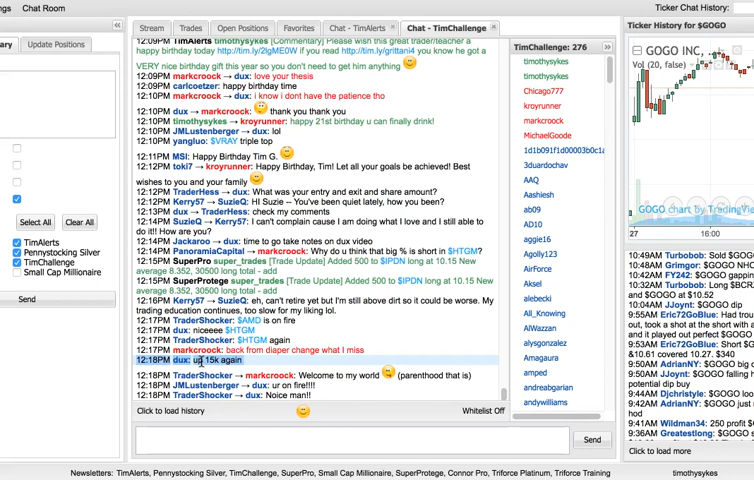 ngs Chat Room
Ticker Chat History:
ary Update Positions
Select All Clear All
TimAlerts
Pennystocking Silver
TimChallenge
Small Cap Millionaire
Send
Stream Trades Open Positions Favorites Chat - TimAlerts Chat - TimChallenge
12:09PM TimAlerts timothysykes [Commentary] Please wish this great trader/teacher a
happy birthday today http://tim.ly/2lgME0W if you read http://tim.ly/grittani4 you know he got a
VERY nice birthday gift this year so you don't need to get him anything
12:09PM markcroock → dux: love your thesis
12:09PM carlcoetzer: happy birthday time
12:10PM markcroock → dux: i know i dont have the patience tho
12:10PM dux → markcroock: thank you thank you
12:10PM timothysykes → kroyrunner: happy 21st birthday u can finally drink!
12:10PM JMLustenberger → dux: lol
12:10PM yangluo: $VRAY triple top
12:11PM MSI: Happy Birthday Tim G.
12:12PM toki7 → kroyrunner: Happy Birthday, Tim! Let all your goals be achieved! Best
wishes to you and your family
12:12PM TraderHess → dux: What was your entry and exit and share amount?
12:12PM Kerry57 → SuzieQ: HI Suzie -- You've been quiet lately, how you been?
12:13PM dux → TraderHess: check my comments
12:14PM SuzieQ → Kerry57: I can't complain cause I am doing what I love and I still able to
do it!! How are you?
12:14PM Jackaroo → dux: time to go take notes on dux video
12:14PM PanoramiaCapital → markcroock: Why do u think that big % is short in $HTGM?
12:15PM SuperPro super_trades [Trade Update] Added 500 to $IPDN long at 10.15 New
average 8.352, 30500 long total - add
12:15PM SuperProtege super_trades [Trade Update] Added 500 to $IPDN long at 10.15 New
average 8.352, 30500 long total - add
12:16PM Kerry57 → SuzieQ: eh, can't retire yet but I'm still above dirt so it could be worse. My
trading education continues, too slow for my liking lol.
12:17PM TraderShocker: $AMD is on fire
12:17PM dux: niceeee $HTGM
12:17PM TraderShocker: $HTGM again
12:17PM markcroock: back from diaper change what I miss
12:18PM dux: up 15k again
12:18PM TraderShocker → markcroock: Welcome to my world (parenthood that is)
12:18PM JMLustenberger → dux: ur on fire!!!!
12:18PM TraderShocker → dux: Noice man!!
Click to load history Whitelist Off
Send
TimChallenge: 276
timothysykes
timothysykes
Chicago777
kroyrunner
markcroock
MichaelGoode
1d1b091f3d0b0c1a
3duardochav
AAQ
Aashiesh
ab09
AD10
aggie16
Agolly123
AirForce
Aksel
alebecki
All_Knowing
AlWazzan
alysgonzalez
Amagaura
amped
andreabgarian
andywilliams
Ticker History for $GOGO
GOGO INC,
Vol (20, false)
GOGO chart by TradingView
27 16:00
10:49AM Turbobob: Sold $GOG
10:48AM Grimgor: $GOGO NHO
10:42AM FY242: $GOGO gapping
10:32AM Turbobob: Long $BCR
and $GOGO at $10.52
10:04AM JJoynt: $GOGO dip
9:55AM Eric72GoBlue: Had trou
out, took a shot at the short with
and it played out perfect $GOGO
9:53AM Eric72GoBlue: $GOGO
&10.61 covered 10.27. $340
9:50AM AdrianNY: $GOGO big d
9:50AM JJoynt: $GOGO falling h
potential dip buy
9:44AM Djchristyle: $GOGO loo
9:42AM AdrianNY: $GOGO just
hod
9:41AM Wildman34: 250 profit $
9:36AM Greatestlong: $GOGO
Click to load more
Newsletters: TimAlerts, Pennystocking Silver, TimChallenge, SuperPro, Small Cap Millionaire, SuperProtege, Connor Pro, Triforce Platinum, Triforce Training
timothysykes